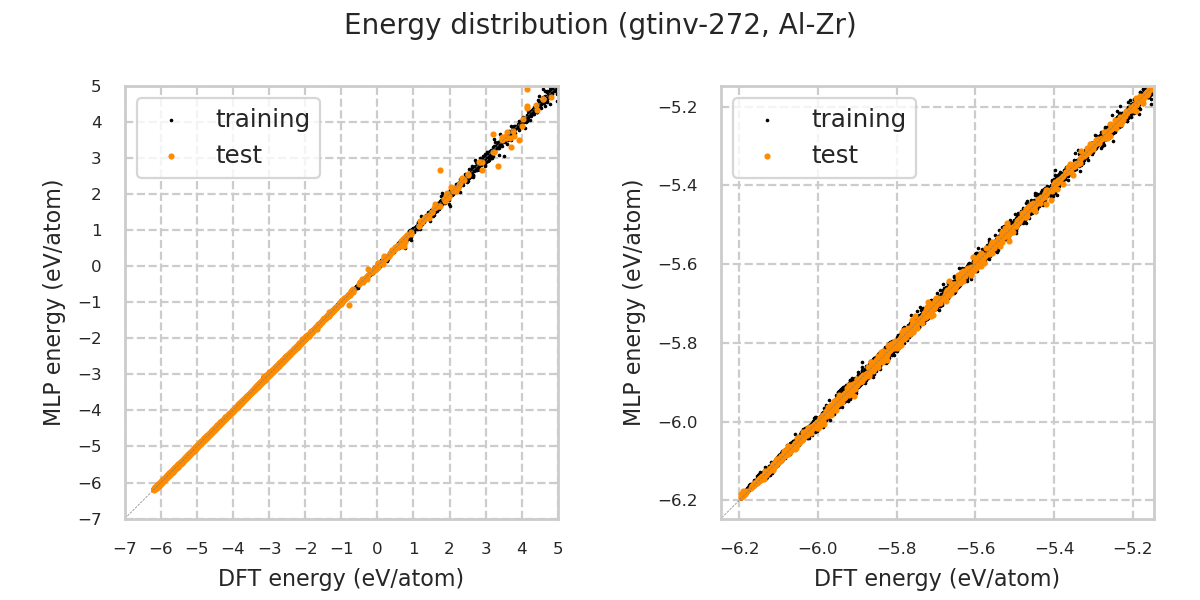 Energy distribution (gtinv-272, Al-Zr)
MLP energy (eV/atom)
5
4
3
2
1
0
−1
−2
−3
−4
−5
−6
−7
training
test
−7 −6 −5 −4 −3 −2 −1 0 1 2 3 4 5
DFT energy (eV/atom)
MLP energy (eV/atom)
−5.2
−5.4
−5.6
−5.8
−6.0
−6.2
training
test
−6.2 −6.0 −5.8 −5.6 −5.4 −5.2
DFT energy (eV/atom)